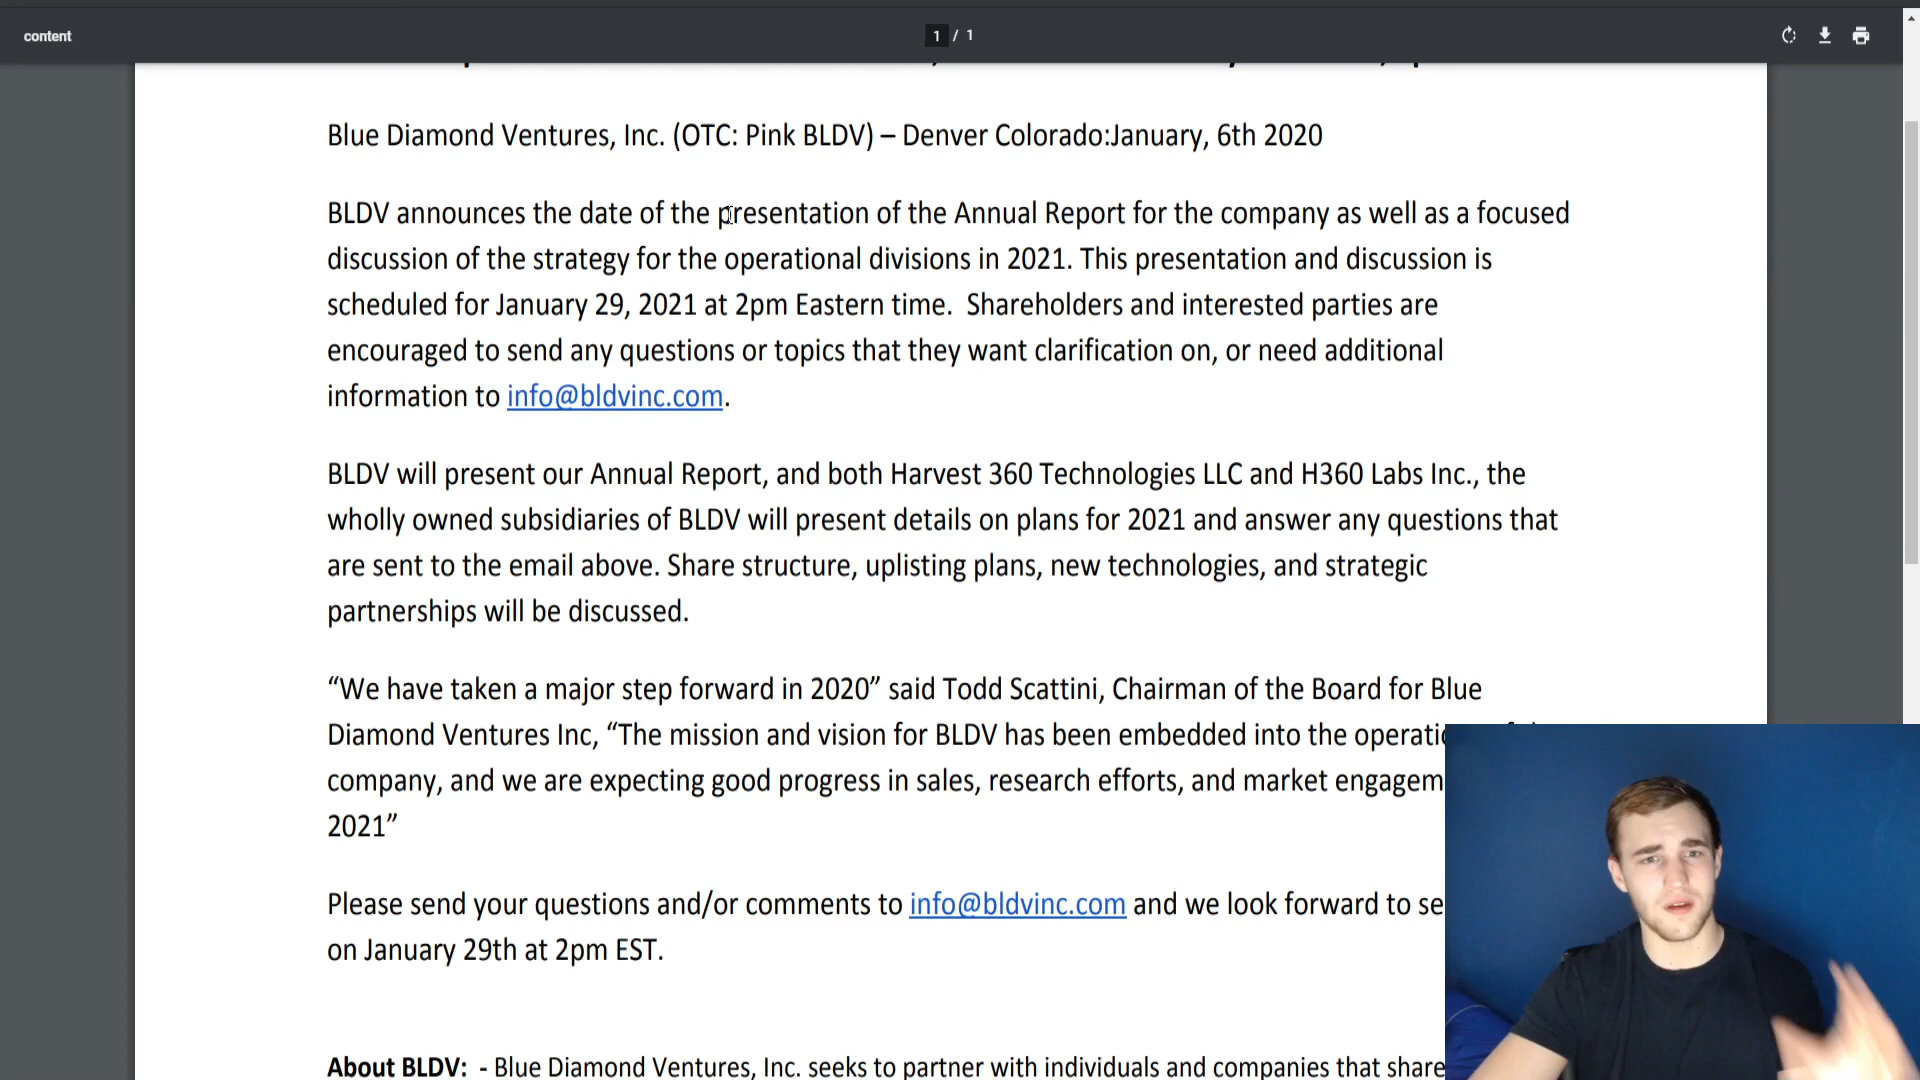 content
1 / 1
Blue Diamond Ventures, Inc. (OTC: Pink BLDV) – Denver Colorado:January, 6th 2020
BLDV announces the date of the presentation of the Annual Report for the company as well as a focused
discussion of the strategy for the operational divisions in 2021. This presentation and discussion is
scheduled for January 29, 2021 at 2pm Eastern time.  Shareholders and interested parties are
encouraged to send any questions or topics that they want clarification on, or need additional
information to info@bldvinc.com.
BLDV will present our Annual Report, and both Harvest 360 Technologies LLC and H360 Labs Inc., the
wholly owned subsidiaries of BLDV will present details on plans for 2021 and answer any questions that
are sent to the email above. Share structure, uplisting plans, new technologies, and strategic
partnerships will be discussed.
“We have taken a major step forward in 2020” said Todd Scattini, Chairman of the Board for Blue
Diamond Ventures Inc, “The mission and vision for BLDV has been embedded into the
company, and we are expecting good progress in sales, research efforts, and market
2021”
Please send your questions and/or comments to info@bldvinc.com and we look forward to
on January 29th at 2pm EST.
About BLDV:  - Blue Diamond Ventures, Inc. seeks to partner with individuals and companies that share